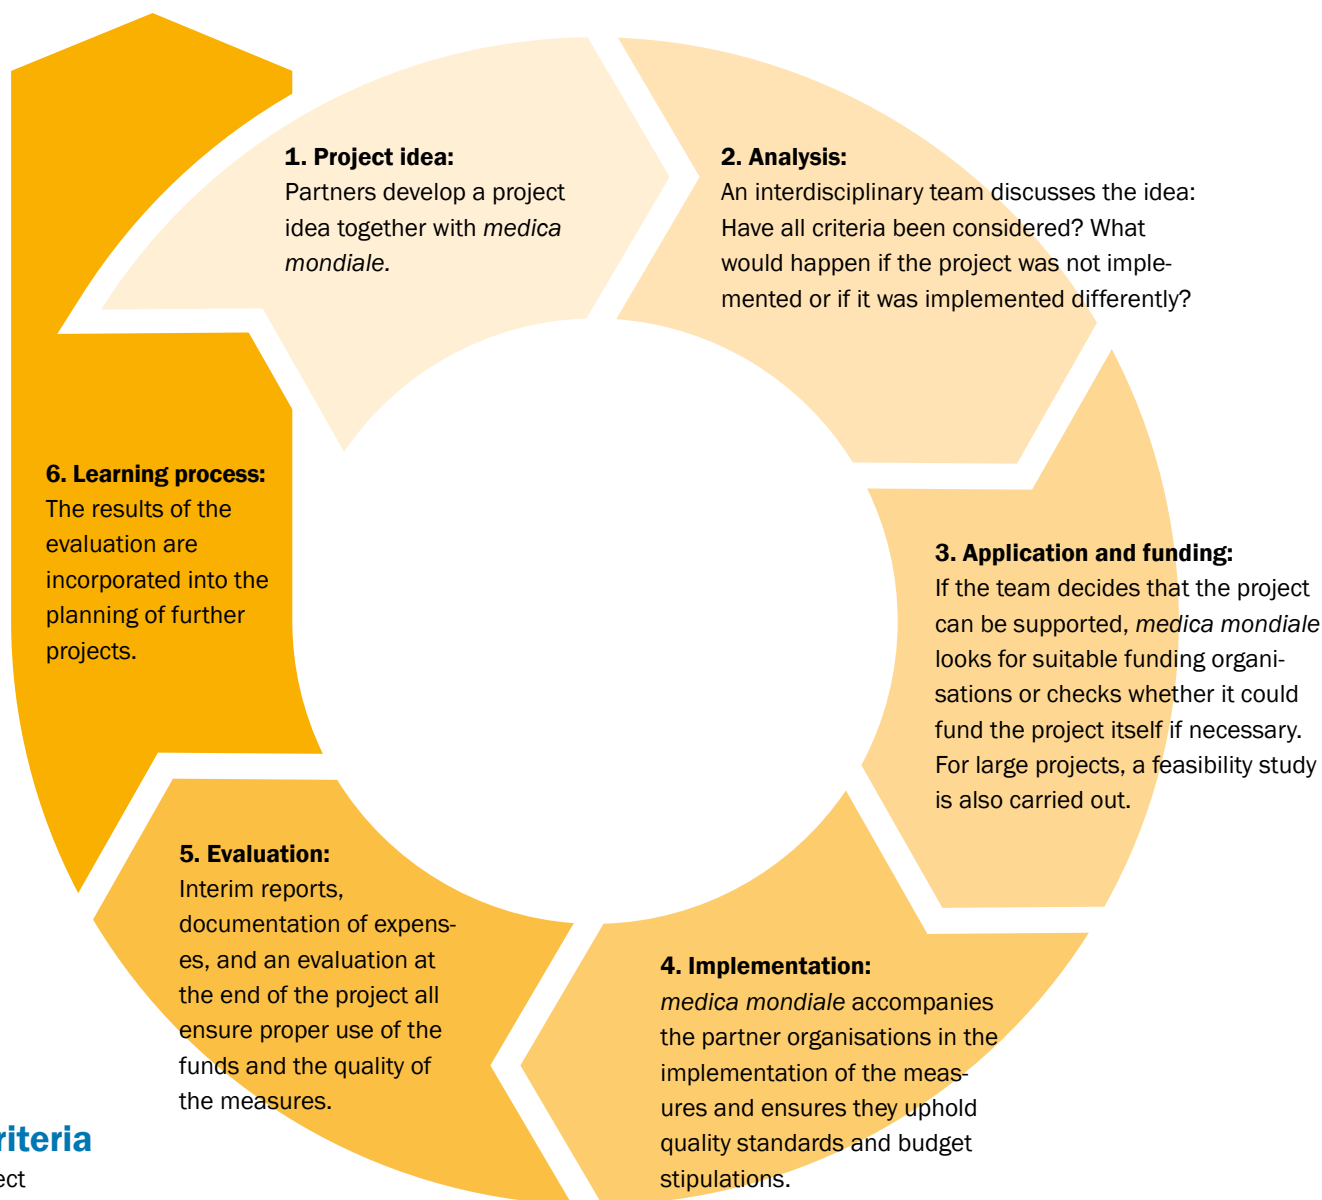 1. Project idea:
Partners develop a project
idea together with medica
mondiale.
2. Analysis:
An interdisciplinary team discusses the idea:
Have all criteria been considered? What
would happen if the project was not imple-
mented or if it was implemented differently?
3. Application and funding:
If the team decides that the project
can be supported, medica mondiale
looks for suitable funding organi-
sations or checks whether it could
fund the project itself if necessary.
For large projects, a feasibility study
is also carried out.
4. Implementation:
medica mondiale accompanies
the partner organisations in the
implementation of the meas-
ures and ensures they uphold
quality standards and budget
stipulations.
5. Evaluation:
Interim reports,
documentation of expens-
es, and an evaluation at
the end of the project all
ensure proper use of the
funds and the quality of
the measures.
6. Learning process:
The results of the
evaluation are
incorporated into the
planning of further
projects.
riteria
ect